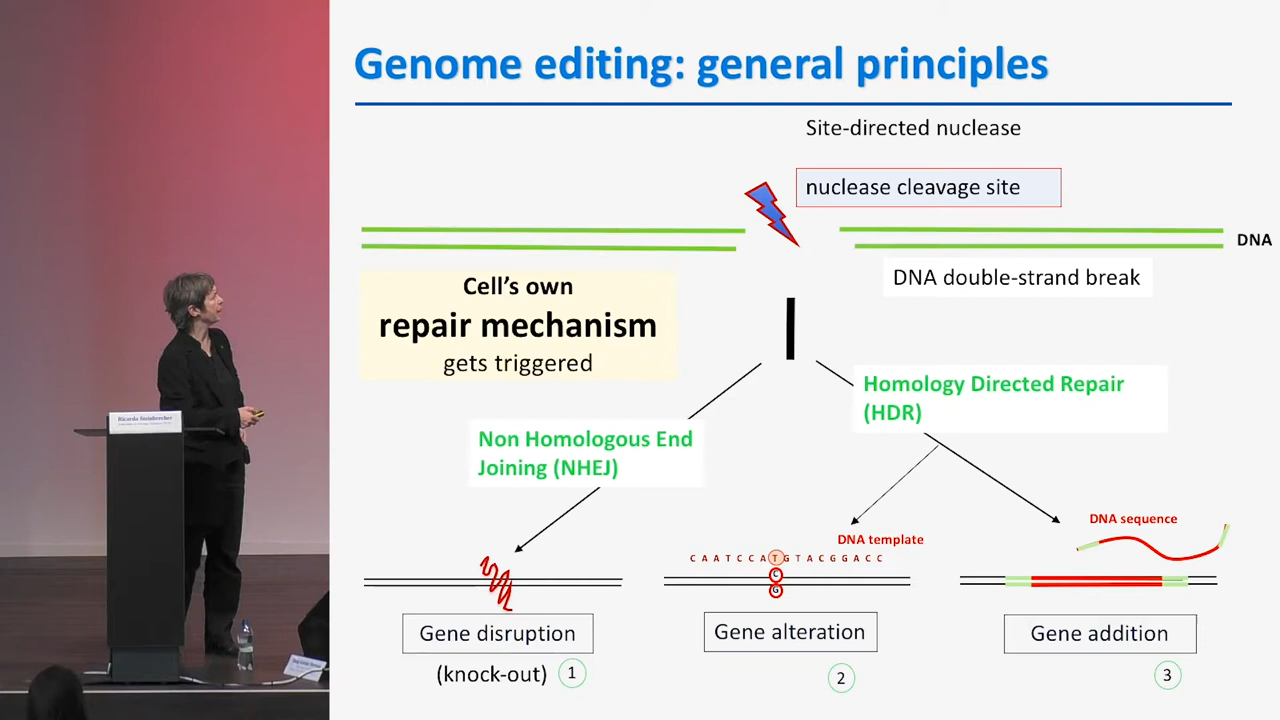 Genome editing: general principles
Site-directed nuclease
nuclease cleavage site
DNA
DNA double-strand break
Cell's own
repair mechanism
gets triggered
Homology Directed Repair
(HDR)
Non Homologous End
Joining (NHEJ)
DNA sequence
DNA template
C A A T C C A T G T A C G G A C C
C
G
Gene disruption
(knock-out) 1
Gene alteration
2
Gene addition
3
Ricarda Steinbrecher